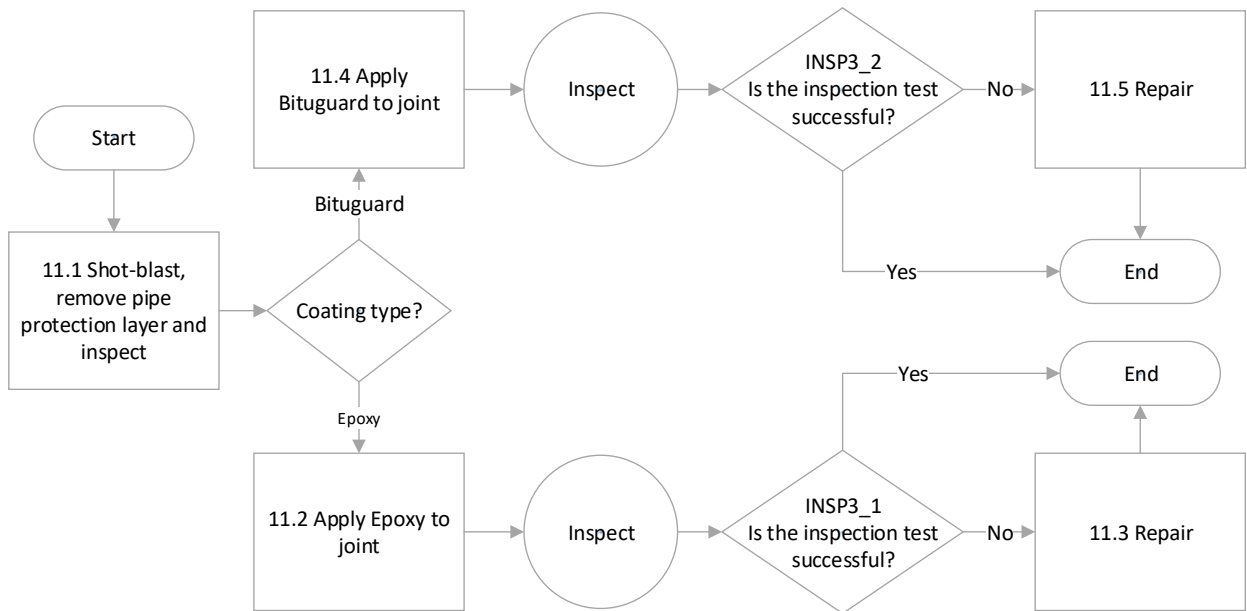 Start
11.1 Shot-blast,
remove pipe
protection layer and
inspect
Coating type?
Bituguard
11.4 Apply
Bituguard to joint
Inspect
INSP3_2
Is the inspection test
successful?
No
11.5 Repair
Yes
End
Epoxy
11.2 Apply Epoxy to
joint
Inspect
INSP3_1
Is the inspection test
successful?
Yes
End
No
11.3 Repair